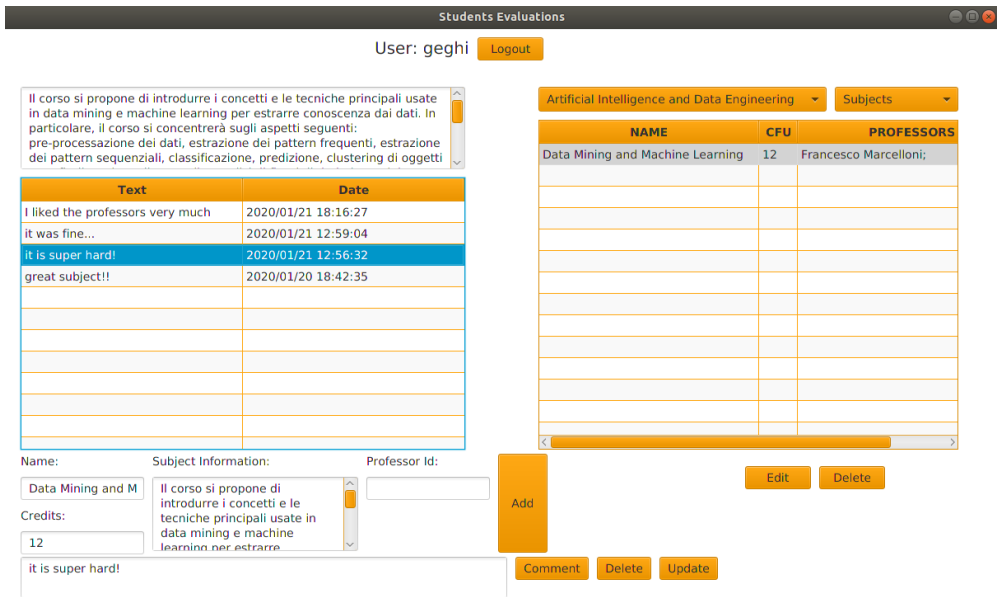 Students Evaluations
User: geghi
Logout
Il corso si propone di introdurre i concetti e le tecniche principali usate
in data mining e machine learning per estrarre conoscenza dai dati. In
particolare, il corso si concentrerà sugli aspetti seguenti:
pre-processazione dei dati, estrazione dei pattern frequenti, estrazione
dei pattern sequenziali, classificazione, predizione, clustering di oggetti
Artificial Intelligence and Data Engineering
Subjects
NAME CFU PROFESSORS
Data Mining and Machine Learning 12 Francesco Marcelloni;
Text Date
I liked the professors very much 2020/01/21 18:16:27
it was fine... 2020/01/21 12:59:04
it is super hard! 2020/01/21 12:56:32
great subject!! 2020/01/20 18:42:35
Name: Subject Information: Professor Id:
Data Mining and M
Il corso si propone di
introdurre i concetti e le
tecniche principali usate in
data mining e machine
learning per estrarre
Credits:
12
Add
Edit
Delete
it is super hard!
Comment
Delete
Update